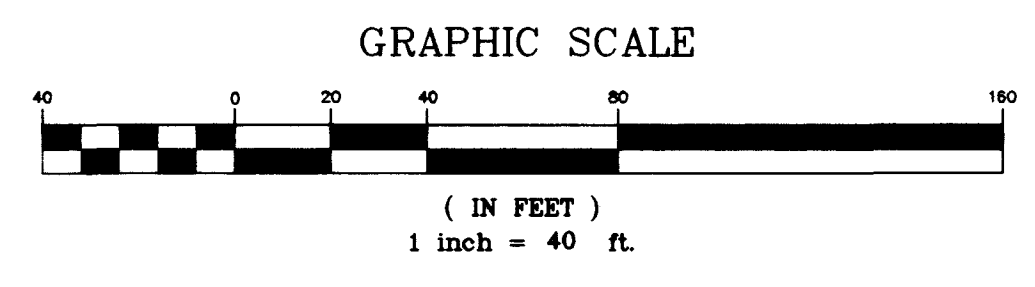 GRAPHIC SCALE
40 0 20 40 80 160
( IN FEET )
1 inch = 40 ft.